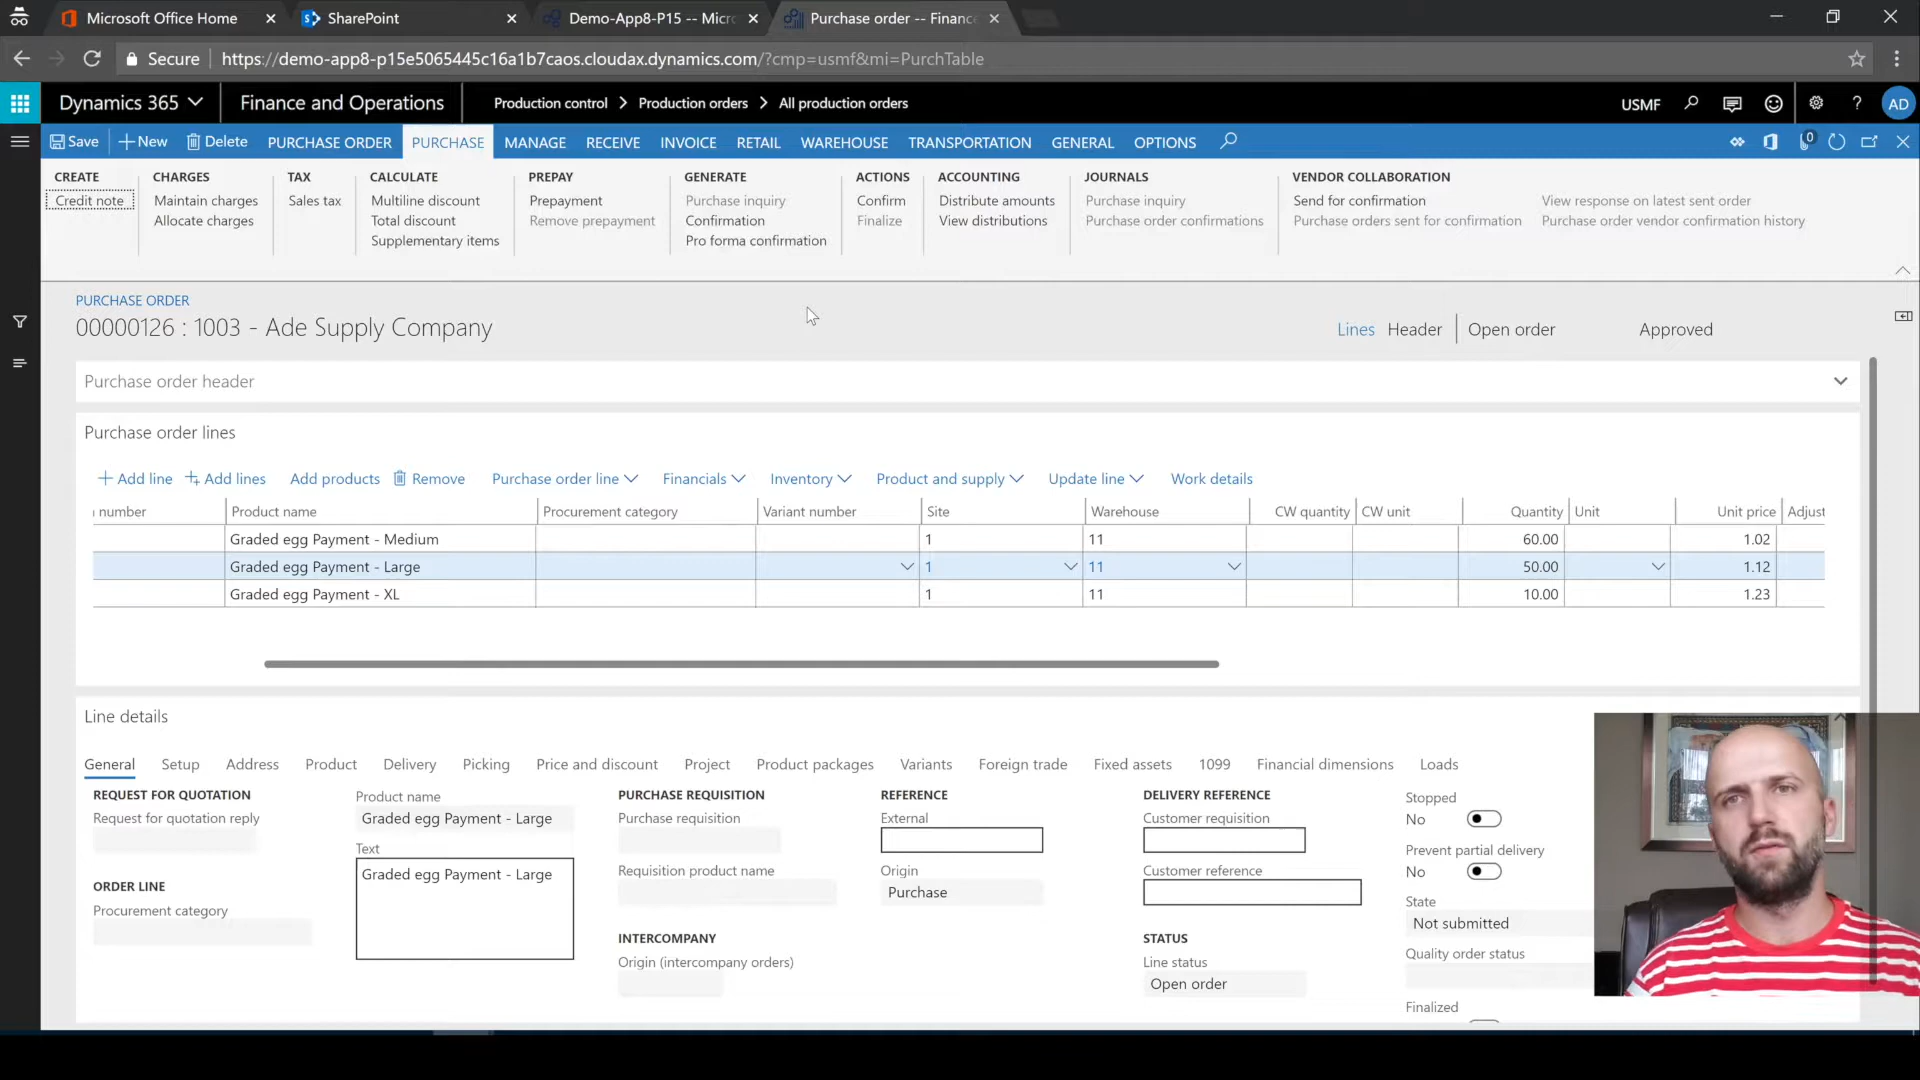 Microsoft Office Home
SharePoint
Demo-App8-P15 -- Micro
Purchase order -- Finance
Secure
https://demo-app8-p15e5065445c16a1b7caos.cloudax.dynamics.com/?cmp=usmf&mi=PurchTable
Dynamics 365
Finance and Operations
Production control > Production orders > All production orders
USMF
?
AD
Save
New
Delete
PURCHASE ORDER
PURCHASE
MANAGE
RECEIVE
INVOICE
RETAIL
WAREHOUSE
TRANSPORTATION
GENERAL
OPTIONS
0
CREATE
Credit note
CHARGES
Maintain charges
Allocate charges
TAX
Sales tax
CALCULATE
Multiline discount
Total discount
Supplementary items
PREPAY
Prepayment
Remove prepayment
GENERATE
Purchase inquiry
Confirmation
Pro forma confirmation
ACTIONS
Confirm
Finalize
ACCOUNTING
Distribute amounts
View distributions
JOURNALS
Purchase inquiry
Purchase order confirmations
VENDOR COLLABORATION
Send for confirmation
Purchase orders sent for confirmation
View response on latest sent order
Purchase order vendor confirmation history
PURCHASE ORDER
00000126 : 1003 - Ade Supply Company
Lines
Header
Open order
Approved
Purchase order header
Purchase order lines
Add line
Add lines
Add products
Remove
Purchase order line
Financials
Inventory
Product and supply
Update line
Work details
number Product name Procurement category Variant number Site Warehouse CW quantity CW unit Quantity Unit Unit price Adjust
Graded egg Payment - Medium 1 11 60.00 1.02
Graded egg Payment - Large 1 11 50.00 1.12
Graded egg Payment - XL 1 11 10.00 1.23
Line details
General
Setup
Address
Product
Delivery
Picking
Price and discount
Project
Product packages
Variants
Foreign trade
Fixed assets
1099
Financial dimensions
Loads
REQUEST FOR QUOTATION
Request for quotation reply
ORDER LINE
Procurement category
Product name
Graded egg Payment - Large
Text
Graded egg Payment - Large
PURCHASE REQUISITION
Purchase requisition
Requisition product name
INTERCOMPANY
Origin (intercompany orders)
REFERENCE
External
Origin
Purchase
DELIVERY REFERENCE
Customer requisition
Customer reference
STATUS
Line status
Open order
Stopped
No
Prevent partial delivery
No
State
Not submitted
Quality order status
Finalized